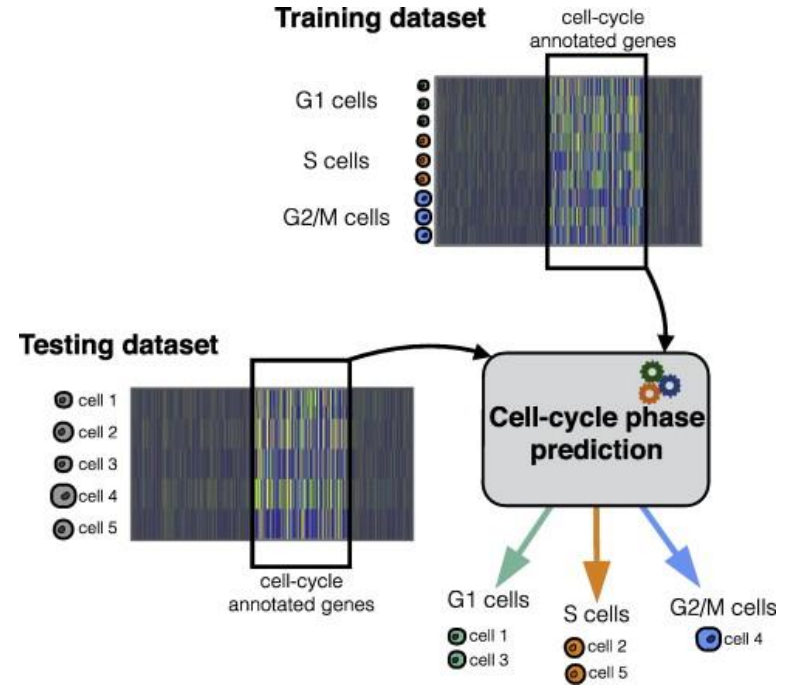 Training dataset
cell-cycle
annotated genes
G1 cells
S cells
G2/M cells
Testing dataset
cell 1
cell 2
cell 3
cell 4
cell 5
cell-cycle
annotated genes
Cell-cycle phase
prediction
G1 cells
cell 1
cell 3
S cells
cell 2
cell 5
G2/M cells
cell 4